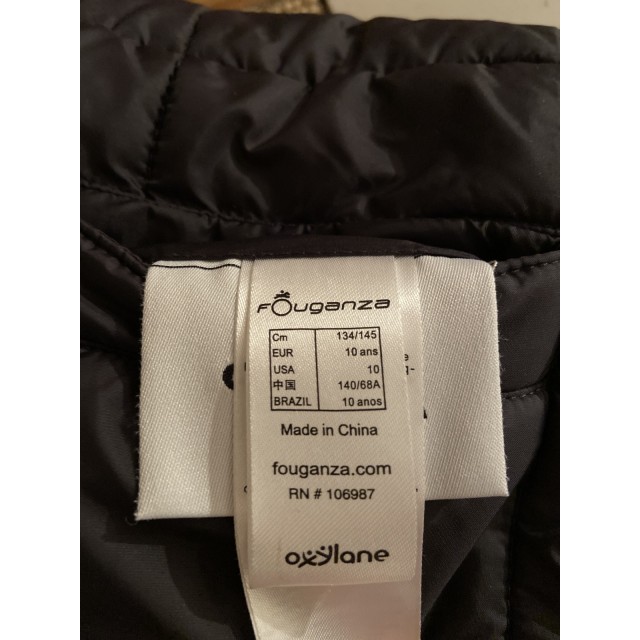 Fouganza
Cm 134/145
EUR 10 ans
USA 10
中国 140/68A
BRAZIL 10 anos
Made in China
fouganza.com
RN # 106987
oxylane